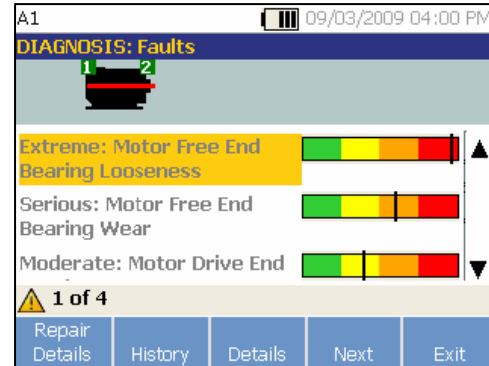 A1 09/03/2009 04:00 PM
DIAGNOSIS: Faults
1 2
Extreme: Motor Free End
Bearing Looseness
Serious: Motor Free End
Bearing Wear
Moderate: Motor Drive End
1 of 4
Repair
Details History Details Next Exit